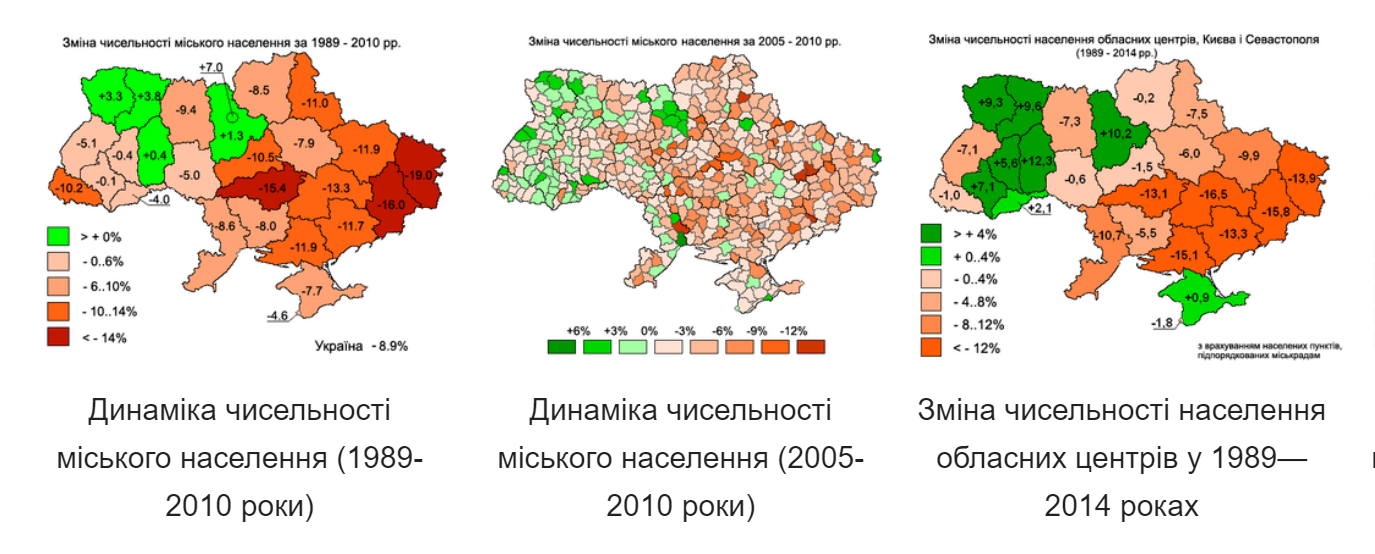 Зміна чисельності міського населення за 1989 - 2010 рр.
+7.0
+3.3
+3.8
-9.4
-8.5
-11.0
+1.3
-5.1
-0.4
+0.4
-10.5
-7.9
-11.9
-19.0
-10.2
-0.1
-5.0
-15.4
-13.3
-16.0
-4.0
-8.6
-8.0
-11.7
-11.9
-7.7
-4.6
> + 0%
- 0..6%
- 6..10%
- 10..14%
< - 14%
Україна - 8.9%
Зміна чисельності міського населення за 2005 - 2010 рр.
+6% +3% 0% -3% -6% -9% -12%
Зміна чисельності населення обласних центрів, Києва і Севастополя
(1989 - 2014 рр.)
+9,3
+9,6
-7,3
-0,2
-7,5
+10,2
-7,1
+5,6
+12,3
-1,5
-6,0
-9,9
-13,9
-1,0
+7,1
-0,6
-13,1
-16,5
-15,8
+2,1
-10,7
-5,5
-13,3
-15,1
+0,9
-1,8
> + 4%
+ 0..4%
- 0..4%
- 4..8%
- 8..12%
< - 12%
з врахуванням населених пунктів,
підпорядкованих міськрадам
Динаміка чисельності
міського населення (1989-
2010 роки)
Динаміка чисельності
міського населення (2005-
2010 роки)
Зміна чисельності населення
обласних центрів у 1989—
2014 роках